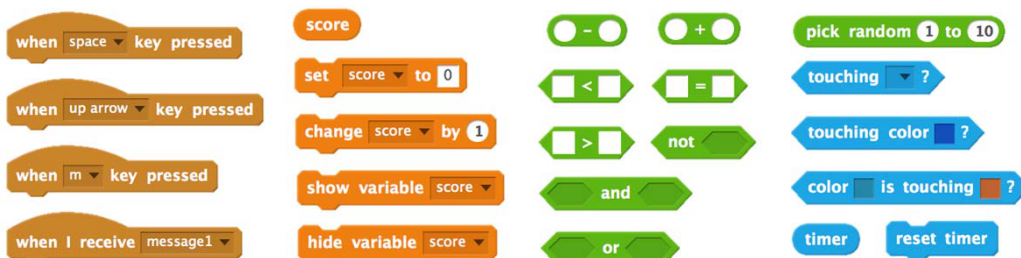 when space key pressed
when up arrow key pressed
when m key pressed
when I receive message1
score
set score to 0
change score by 1
show variable score
hide variable score
-
+
<
=
>
not
and
or
pick random 1 to 10
touching ?
touching color ?
color is touching ?
timer
reset timer